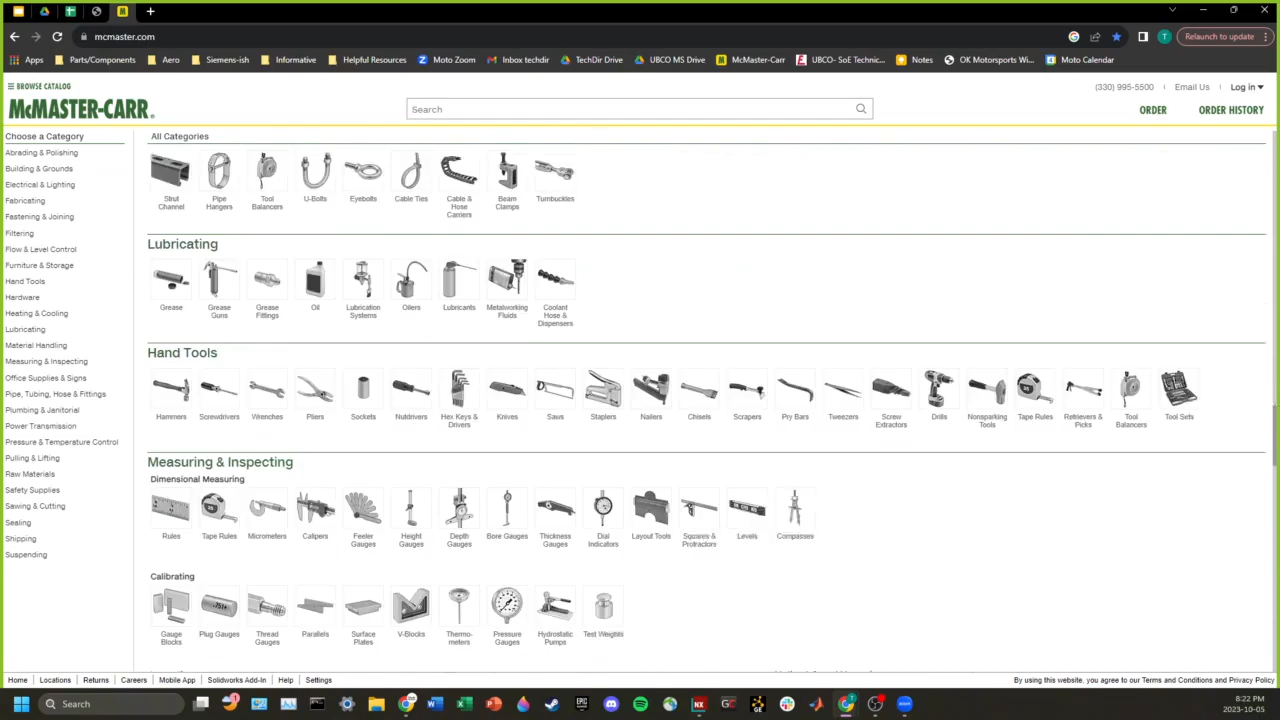 mcmaster.com
Relaunch to update
Apps
Parts/Components
Aero
Siemens-ish
Informative
Helpful Resources
Moto Zoom
Inbox techdir
TechDir Drive
UBCO MS Drive
McMaster-Carr
UBCO- SoE Technic...
Notes
OK Motorsports Wi...
Moto Calendar
BROWSE CATALOG
(330) 995-5500
Email Us
Log in
McMASTER-CARR®
Search
ORDER
ORDER HISTORY
Choose a Category
Abrading & Polishing
Building & Grounds
Electrical & Lighting
Fabricating
Fastening & Joining
Filtering
Flow & Level Control
Furniture & Storage
Hand Tools
Hardware
Heating & Cooling
Lubricating
Material Handling
Measuring & Inspecting
Office Supplies & Signs
Pipe, Tubing, Hose & Fittings
Plumbing & Janitorial
Power Transmission
Pressure & Temperature Control
Pulling & Lifting
Raw Materials
Safety Supplies
Sawing & Cutting
Sealing
Shipping
Suspending
All Categories
Strut
Channel
Pipe
Hangers
Tool
Balancers
U-Bolts
Eyebolts
Cable Ties
Cable &
Hose
Carriers
Beam
Clamps
Turnbuckles
Lubricating
Grease
Grease
Guns
Grease
Fittings
Oil
Lubrication
Systems
Oilers
Lubricants
Metalworking
Fluids
Coolant
Hose &
Dispensers
Hand Tools
Hammers
Screwdrivers
Wrenches
Pliers
Sockets
Nutdrivers
Hex Keys &
Drivers
Knives
Saws
Staplers
Nailers
Chisels
Scrapers
Pry Bars
Tweezers
Screw
Extractors
Drills
Nonsparking
Tools
Tape Rules
Retrievers &
Picks
Tool
Balancers
Tool Sets
Measuring & Inspecting
Dimensional Measuring
Rules
Tape Rules
Micrometers
Calipers
Feeler
Gauges
Height
Gauges
Depth
Gauges
Bore Gauges
Thickness
Gauges
Dial
Indicators
Layout Tools
Squares &
Protractors
Levels
Compasses
Calibrating
Gauge
Blocks
Plug Gauges
Thread
Gauges
Parallels
Surface
Plates
V-Blocks
Thermo-
meters
Pressure
Gauges
Hydrostatic
Pumps
Test Weights
Home
Locations
Returns
Careers
Mobile App
Solidworks Add-In
Help
Settings
By using this website, you agree to our Terms and Conditions and Privacy Policy
Search
8:22 PM
2023-10-05